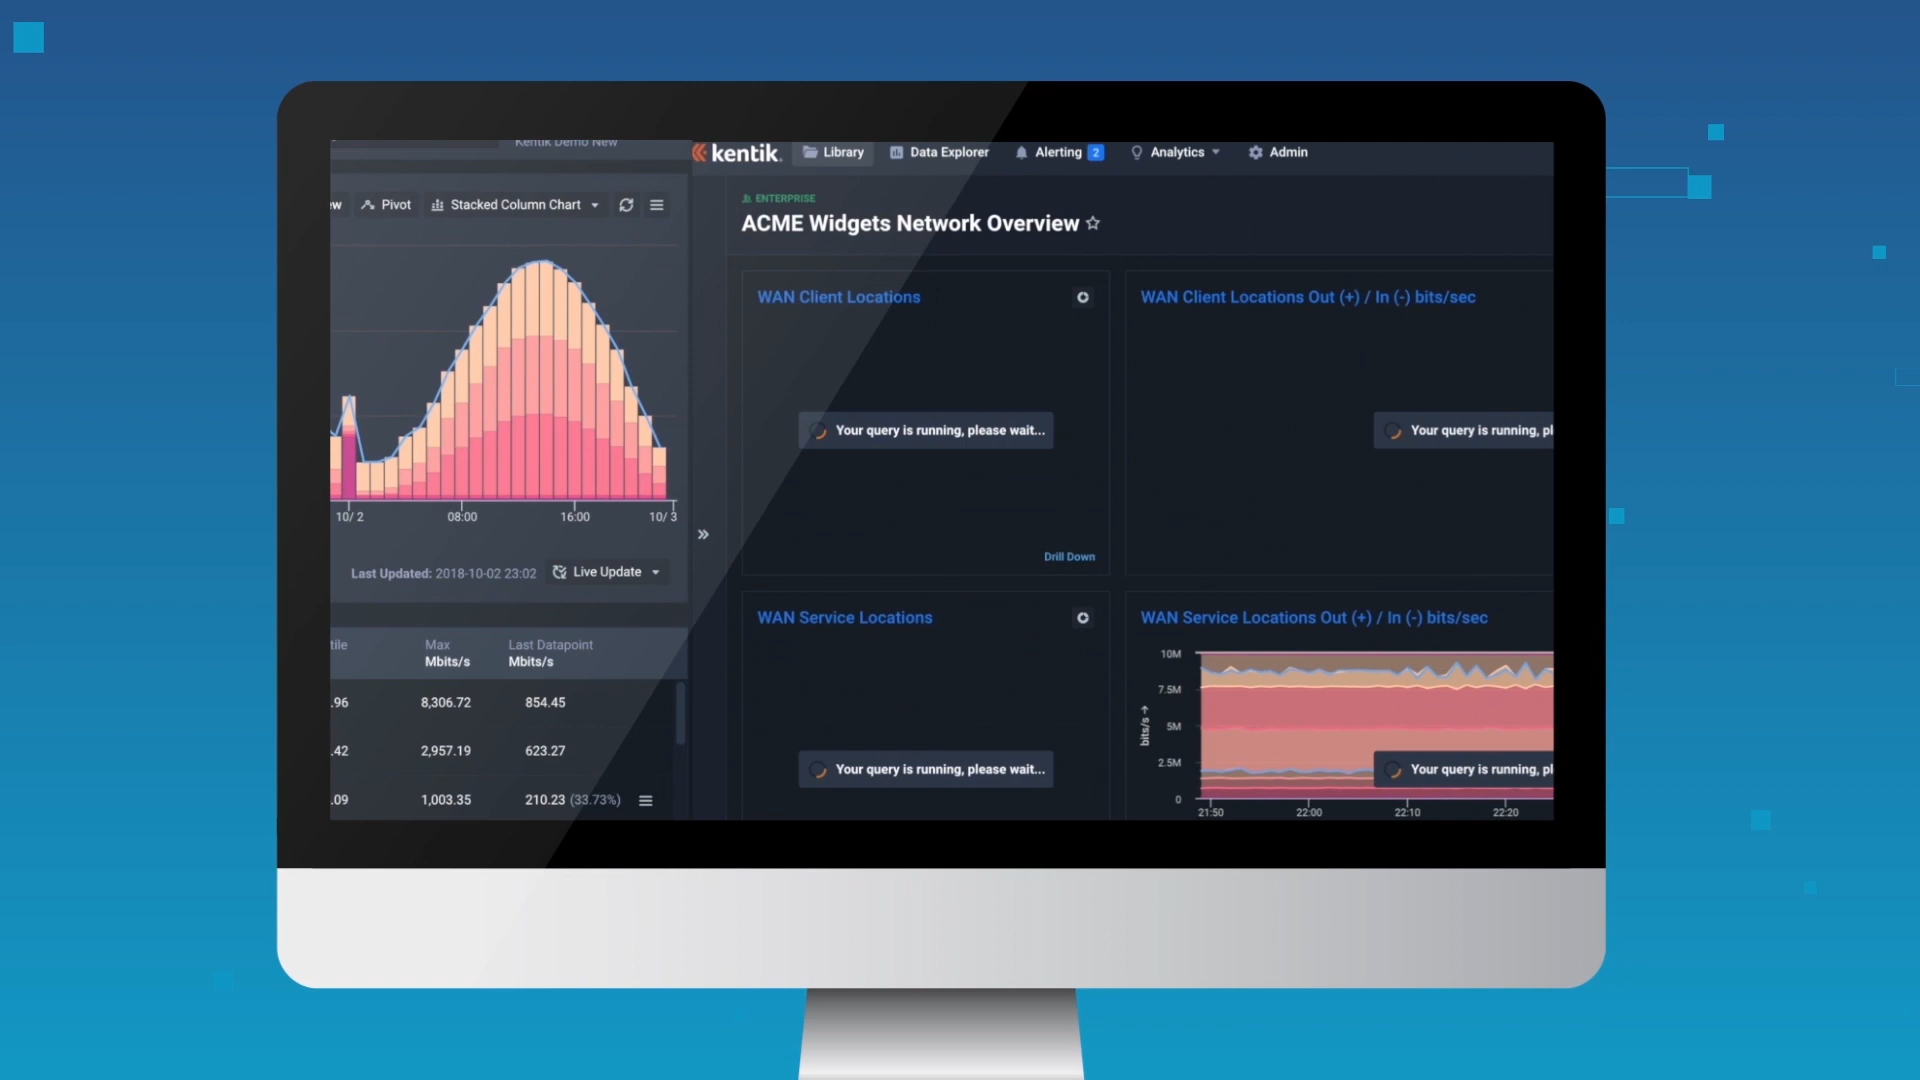 Kentik Demo New
ew Pivot Stacked Column Chart
10/ 2 08:00 16:00 10/ 3
Last Updated: 2018-10-02 23:02 Live Update
tile Max Last Datapoint
Mbits/s Mbits/s
.96 8,306.72 854.45
.42 2,957.19 623.27
.09 1,003.35 210.23 (33.73%)
kentik. Library Data Explorer Alerting 2 Analytics Admin
ENTERPRISE
ACME Widgets Network Overview
WAN Client Locations
Your query is running, please wait...
Drill Down
WAN Client Locations Out (+) / In (-) bits/sec
Your query is running, pl
WAN Service Locations
Your query is running, please wait...
WAN Service Locations Out (+) / In (-) bits/sec
10M
7.5M
5M
2.5M
0
bits/s →
Your query is running, pl
21:50 22:00 22:10 22:20